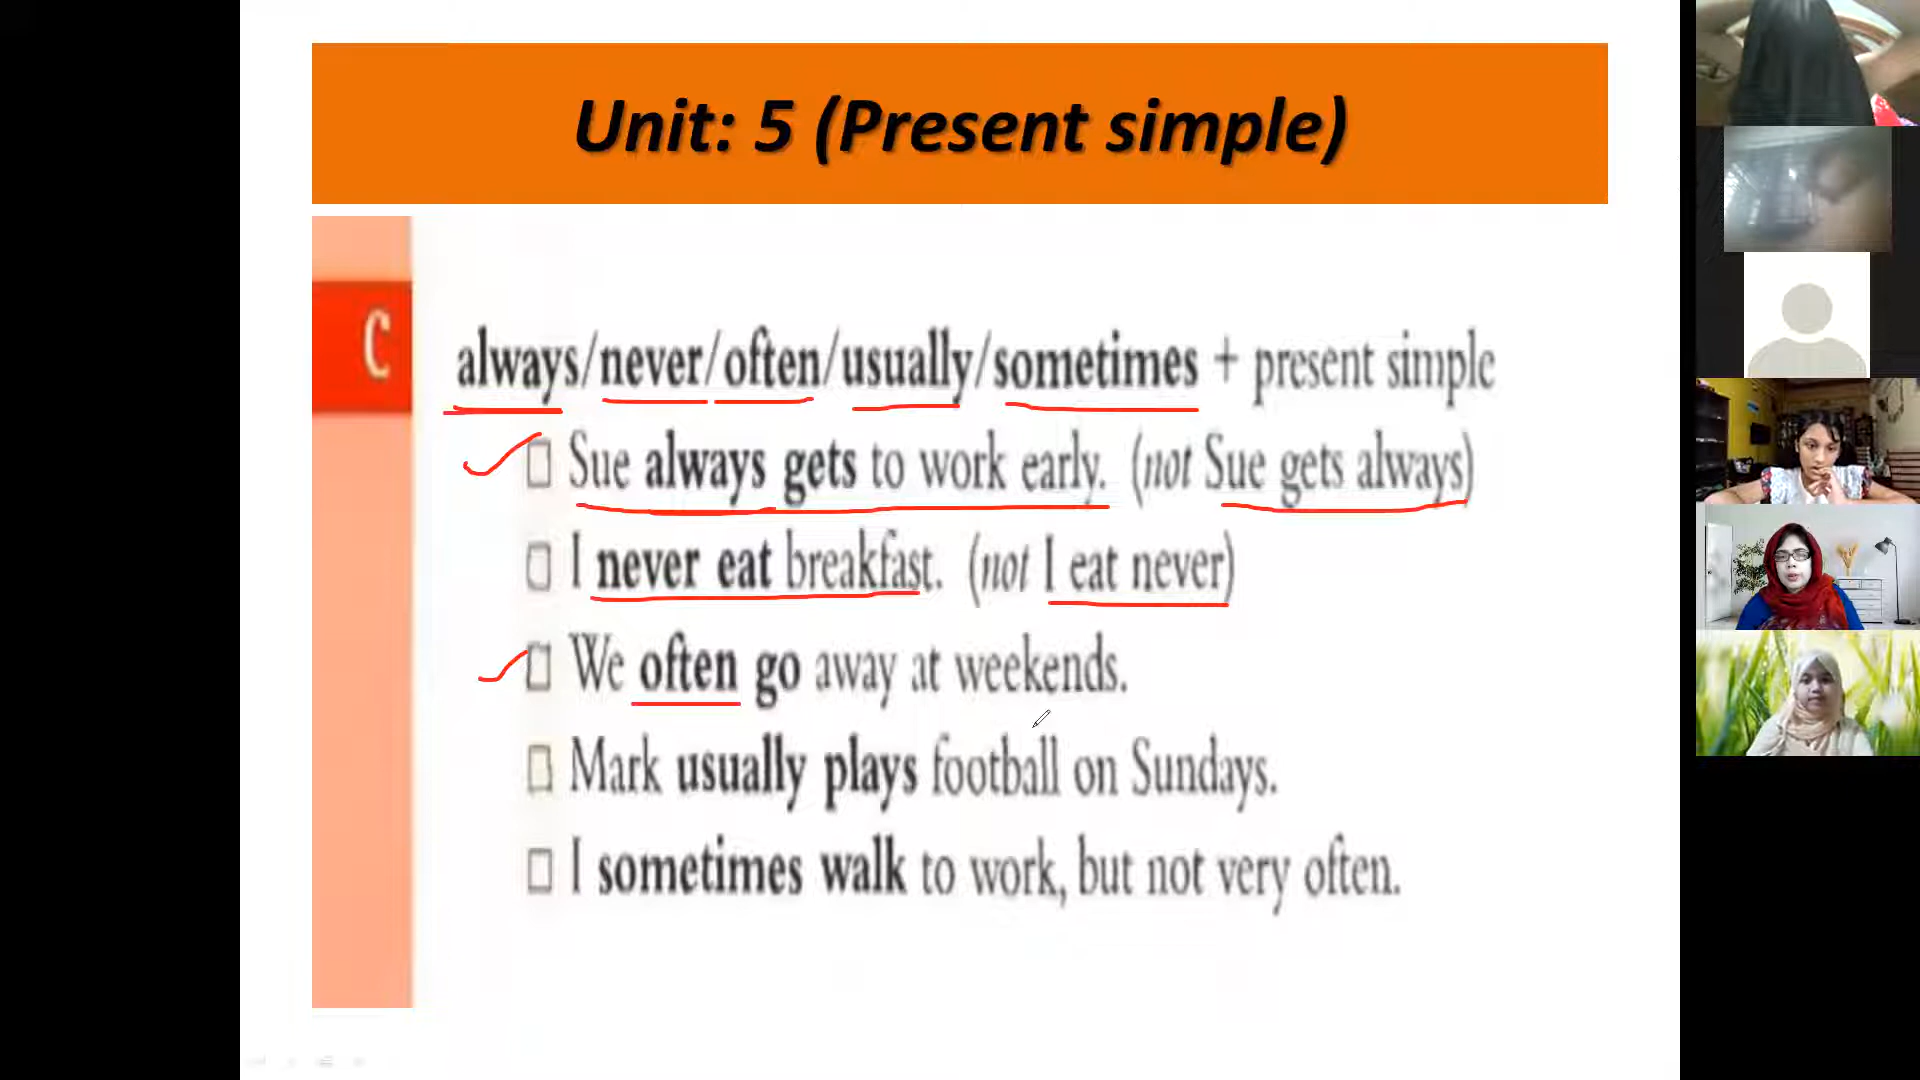 Unit: 5 (Present simple)
C
always/never/often/usually/sometimes + present simple
Sue always gets to work early. (not Sue gets always)
I never eat breakfast. (not I eat never)
We often go away at weekends.
Mark usually plays football on Sundays.
I sometimes walk to work, but not very often.